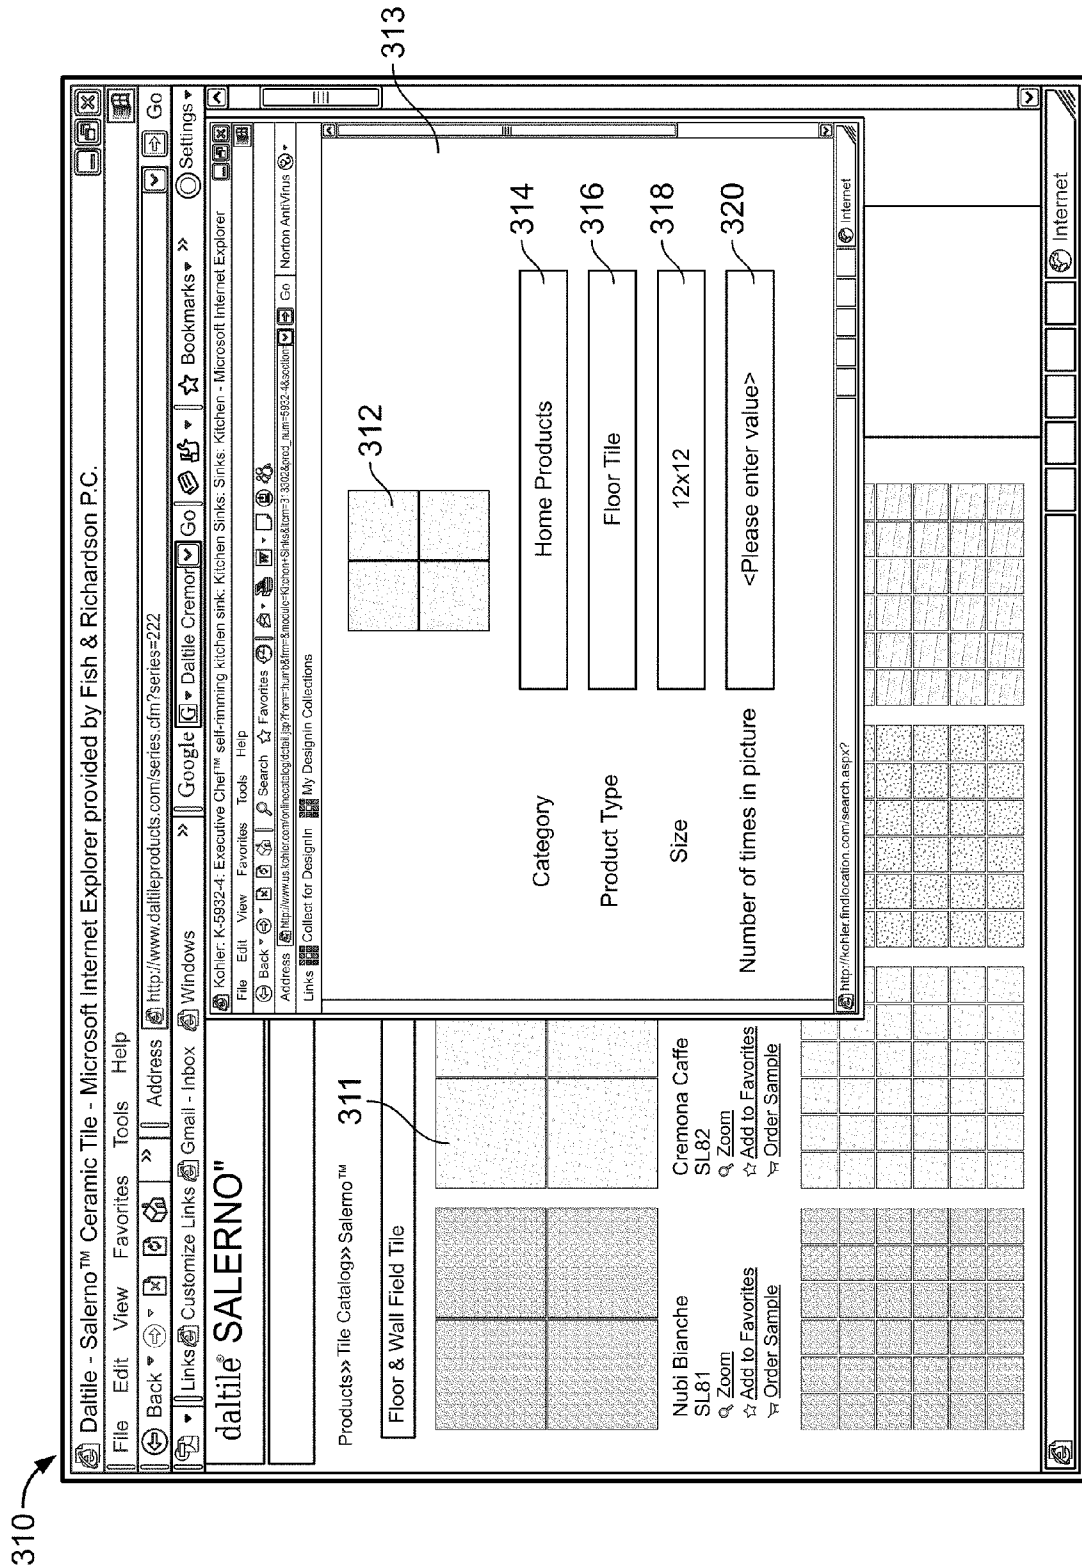 310
Daltile - Salerno™ Ceramic Tile - Microsoft Internet Explorer provided by Fish & Richardson P.C.
File Edit View Favorites Tools Help
Back » Address http://www.daltileproducts.com/series.cfm?series=222 Go
Links Customize Links Gmail - Inbox Windows » Google G Daltile Cremor Go Bookmarks » Settings
daltile® SALERNO"
Products»» Tile Catalog»» Salerno™
Floor & Wall Field Tile
311
Nubi Bianche
SL81
Zoom
Add to Favorites
Order Sample
Cremona Caffe
SL82
Zoom
Add to Favorites
Order Sample
Internet
313
Kohler: K-5932-4: Executive Chef™ self-rimming kitchen sink: Kitchen Sinks: Sinks: Kitchen - Microsoft Internet Explorer
File Edit View Favorites Tools Help
Back Search Favorites W
Address Go Norton AntiVirus
Links Collect for DesignIn My DesignIn Collections
312
Category Home Products 314
Product Type Floor Tile 316
Size 12x12 318
Number of times in picture <Please enter value> 320
http://kohler.findlocation.com/search.aspx? Internet